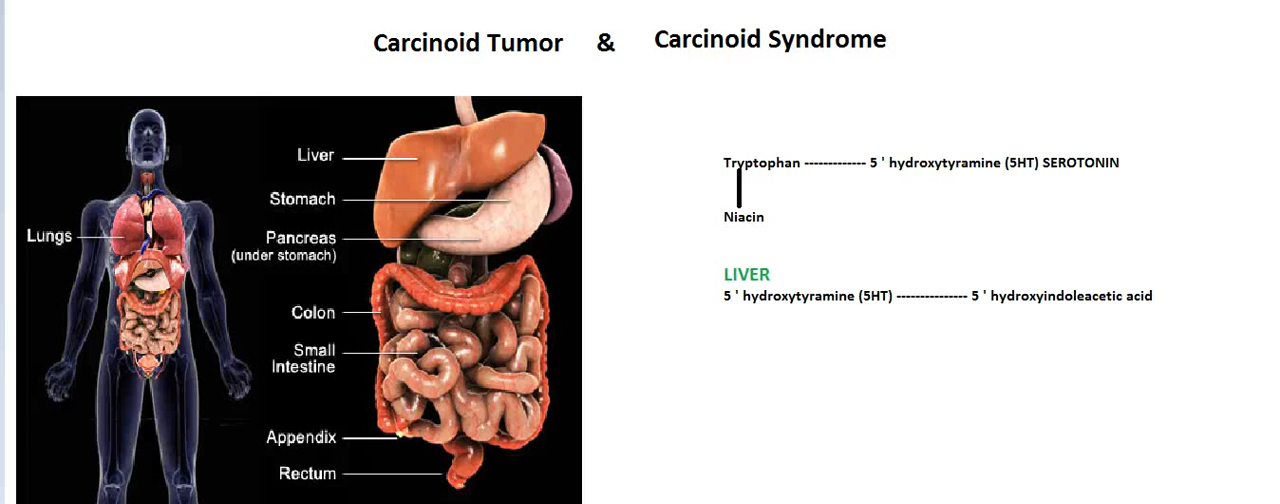 Carcinoid Tumor & Carcinoid Syndrome
Liver
Stomach
Lungs
Pancreas
(under stomach)
Colon
Small
Intestine
Appendix
Rectum
Tryptophan ------------- 5 ' hydroxytyramine (5HT) SEROTONIN
Niacin
LIVER
5 ' hydroxytyramine (5HT) --------------- 5 ' hydroxyindoleacetic acid